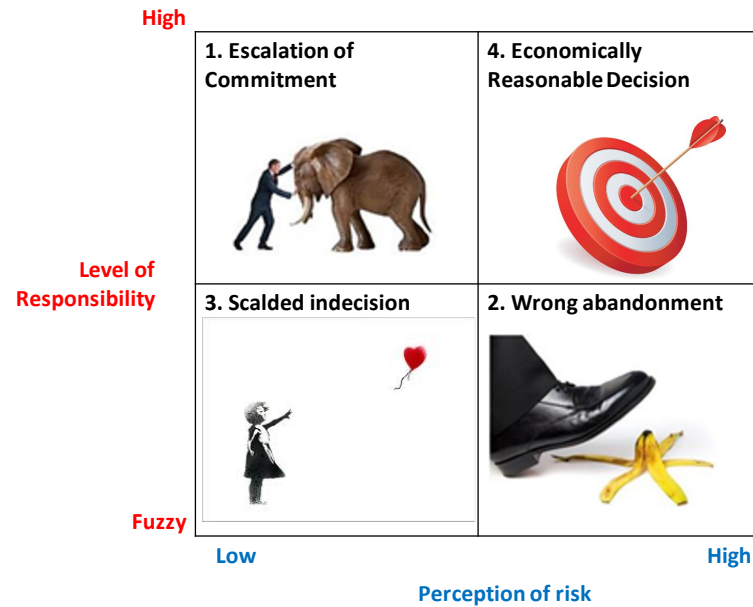 High
1. Escalation of
Commitment
4. Economically
Reasonable Decision
Level of
Responsibility
3. Scalded indecision
2. Wrong abandonment
Fuzzy
Low
High
Perception of risk